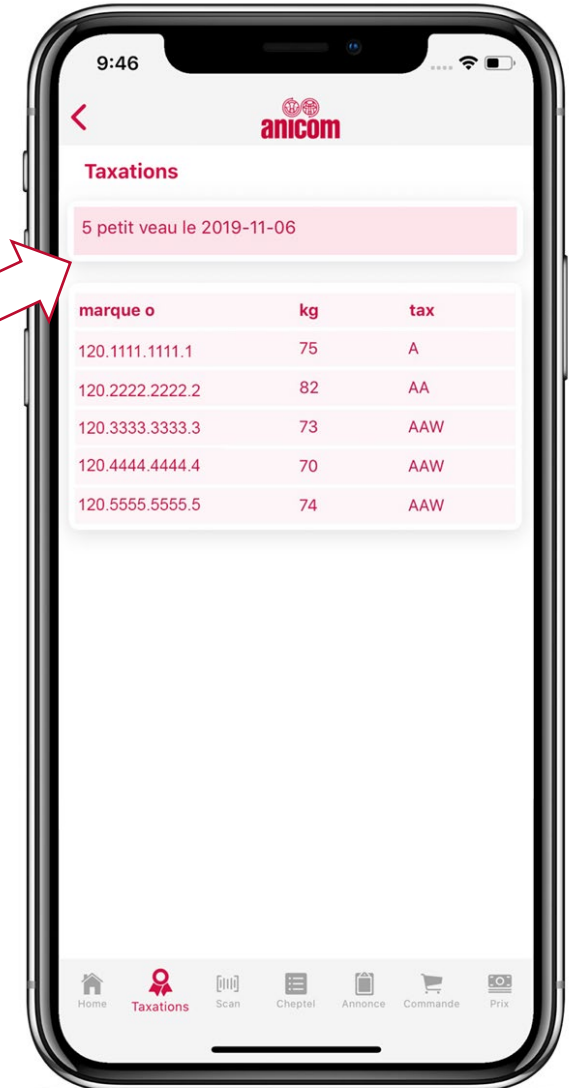 9:46
anicom
Taxations
5 petit veau le 2019-11-06
marque o kg tax
120.1111.1111.1 75 A
120.2222.2222.2 82 AA
120.3333.3333.3 73 AAW
120.4444.4444.4 70 AAW
120.5555.5555.5 74 AAW
Home Taxations Scan Cheptel Annonce Commande Prix